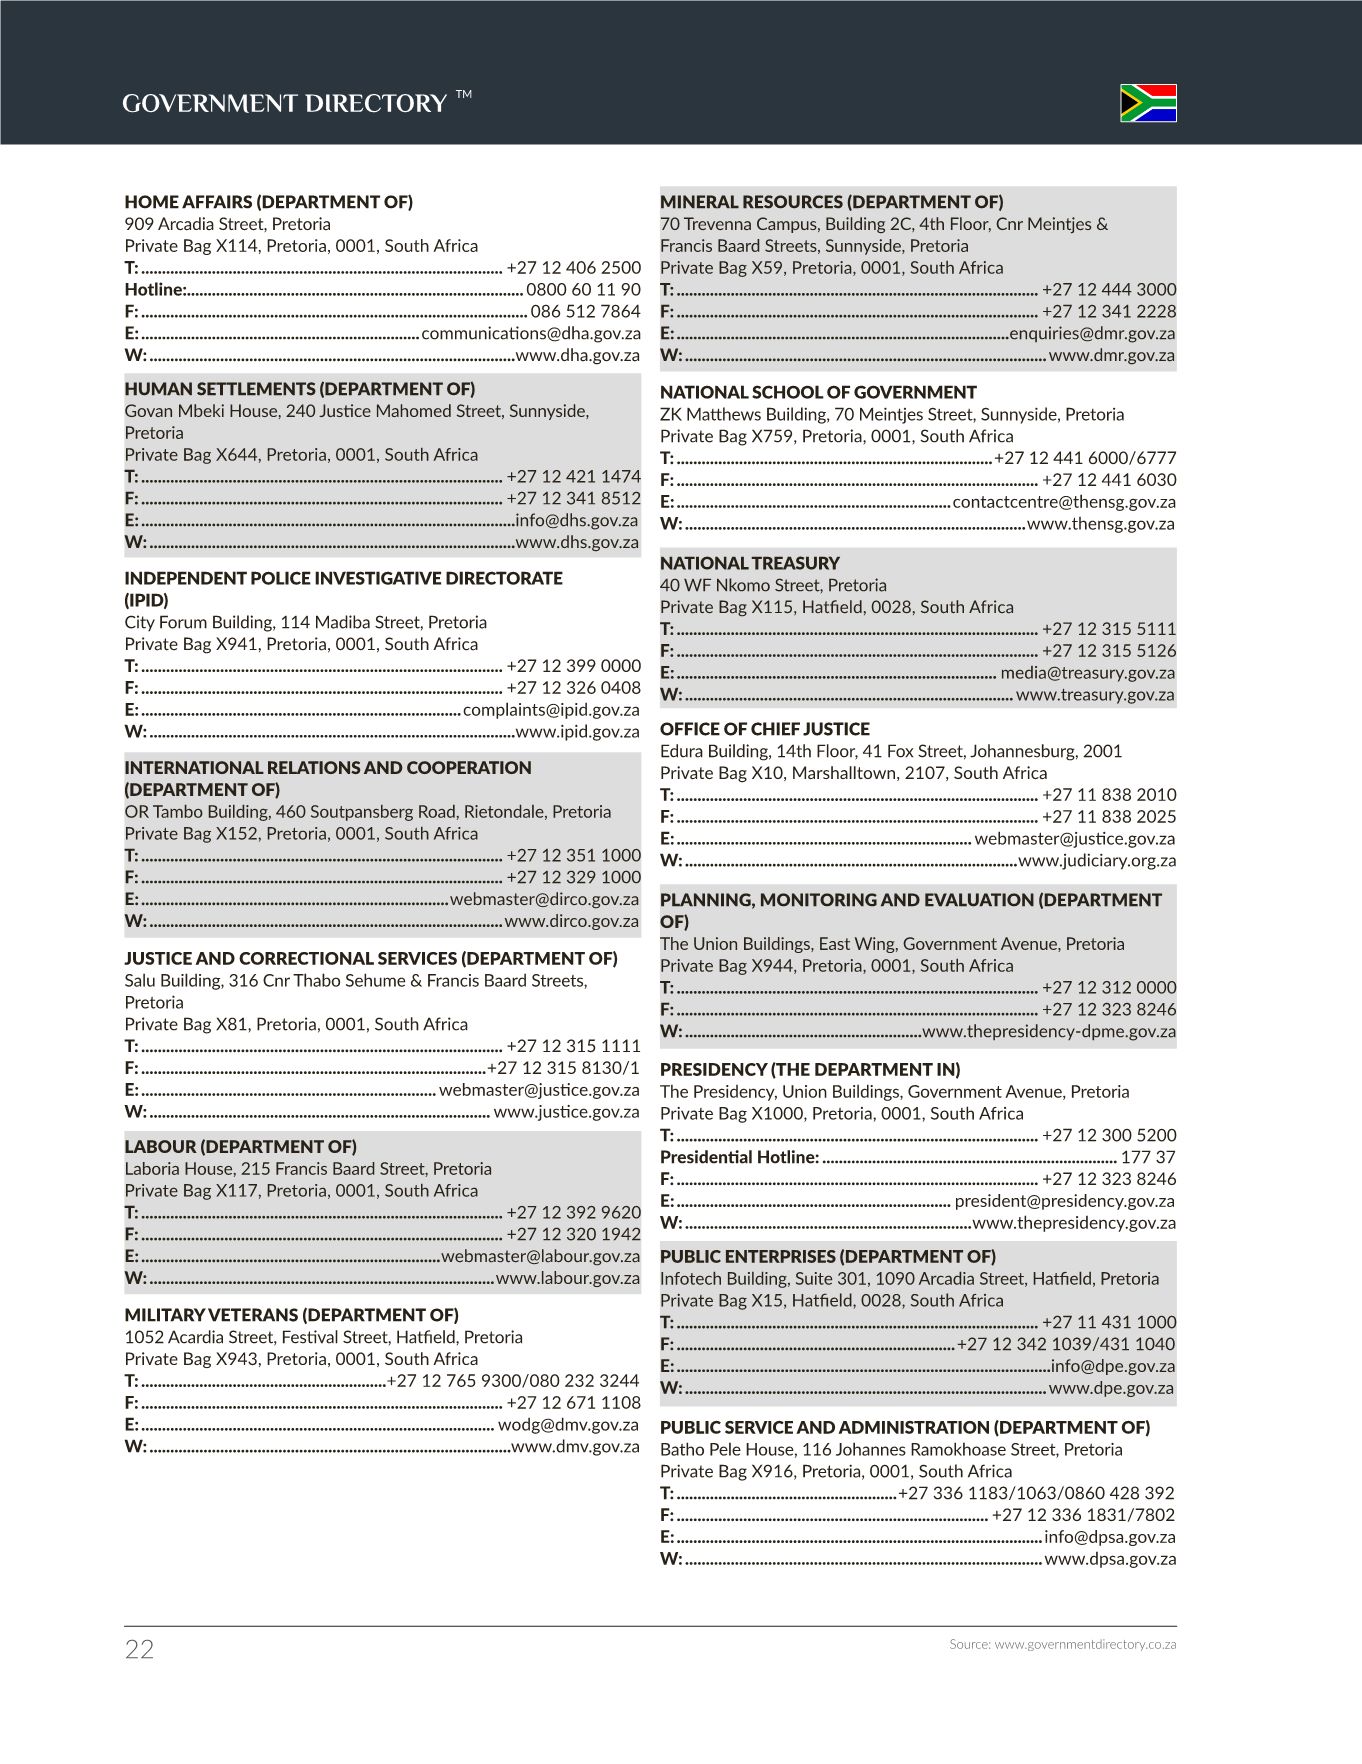 GOVERNMENT DIRECTORY ™
HOME AFFAIRS (DEPARTMENT OF)
909 Arcadia Street, Pretoria
Private Bag X114, Pretoria, 0001, South Africa
T: ........ +27 12 406 2500
Hotline:........ 0800 60 11 90
F: ........ 086 512 7864
E: ........ communications@dha.gov.za
W: ........ www.dha.gov.za
HUMAN SETTLEMENTS (DEPARTMENT OF)
Govan Mbeki House, 240 Justice Mahomed Street, Sunnyside,
Pretoria
Private Bag X644, Pretoria, 0001, South Africa
T: ........ +27 12 421 1474
F: ........ +27 12 341 8512
E: ........ info@dhs.gov.za
W: ........ www.dhs.gov.za
INDEPENDENT POLICE INVESTIGATIVE DIRECTORATE
(IPID)
City Forum Building, 114 Madiba Street, Pretoria
Private Bag X941, Pretoria, 0001, South Africa
T: ........ +27 12 399 0000
F: ........ +27 12 326 0408
E: ........ complaints@ipid.gov.za
W: ........ www.ipid.gov.za
INTERNATIONAL RELATIONS AND COOPERATION
(DEPARTMENT OF)
OR Tambo Building, 460 Soutpansberg Road, Rietondale, Pretoria
Private Bag X152, Pretoria, 0001, South Africa
T: ........ +27 12 351 1000
F: ........ +27 12 329 1000
E: ........ webmaster@dirco.gov.za
W: ........ www.dirco.gov.za
JUSTICE AND CORRECTIONAL SERVICES (DEPARTMENT OF)
Salu Building, 316 Cnr Thabo Sehume & Francis Baard Streets,
Pretoria
Private Bag X81, Pretoria, 0001, South Africa
T: ........ +27 12 315 1111
F: ........ +27 12 315 8130/1
E: ........ webmaster@justice.gov.za
W: ........ www.justice.gov.za
LABOUR (DEPARTMENT OF)
Laboria House, 215 Francis Baard Street, Pretoria
Private Bag X117, Pretoria, 0001, South Africa
T: ........ +27 12 392 9620
F: ........ +27 12 320 1942
E: ........ webmaster@labour.gov.za
W: ........ www.labour.gov.za
MILITARY VETERANS (DEPARTMENT OF)
1052 Acardia Street, Festival Street, Hatfield, Pretoria
Private Bag X943, Pretoria, 0001, South Africa
T: ........ +27 12 765 9300/080 232 3244
F: ........ +27 12 671 1108
E: ........ wodg@dmv.gov.za
W: ........ www.dmv.gov.za
MINERAL RESOURCES (DEPARTMENT OF)
70 Trevenna Campus, Building 2C, 4th Floor, Cnr Meintjes &
Francis Baard Streets, Sunnyside, Pretoria
Private Bag X59, Pretoria, 0001, South Africa
T: ........ +27 12 444 3000
F: ........ +27 12 341 2228
E: ........ enquiries@dmr.gov.za
W: ........ www.dmr.gov.za
NATIONAL SCHOOL OF GOVERNMENT
ZK Matthews Building, 70 Meintjes Street, Sunnyside, Pretoria
Private Bag X759, Pretoria, 0001, South Africa
T: ........ +27 12 441 6000/6777
F: ........ +27 12 441 6030
E: ........ contactcentre@thensg.gov.za
W: ........ www.thensg.gov.za
NATIONAL TREASURY
40 WF Nkomo Street, Pretoria
Private Bag X115, Hatfield, 0028, South Africa
T: ........ +27 12 315 5111
F: ........ +27 12 315 5126
E: ........ media@treasury.gov.za
W: ........ www.treasury.gov.za
OFFICE OF CHIEF JUSTICE
Edura Building, 14th Floor, 41 Fox Street, Johannesburg, 2001
Private Bag X10, Marshalltown, 2107, South Africa
T: ........ +27 11 838 2010
F: ........ +27 11 838 2025
E: ........ webmaster@justice.gov.za
W: ........ www.judiciary.org.za
PLANNING, MONITORING AND EVALUATION (DEPARTMENT
OF)
The Union Buildings, East Wing, Government Avenue, Pretoria
Private Bag X944, Pretoria, 0001, South Africa
T: ........ +27 12 312 0000
F: ........ +27 12 323 8246
W: ........ www.thepresidency-dpme.gov.za
PRESIDENCY (THE DEPARTMENT IN)
The Presidency, Union Buildings, Government Avenue, Pretoria
Private Bag X1000, Pretoria, 0001, South Africa
T: ........ +27 12 300 5200
Presidential Hotline: ........ 177 37
F: ........ +27 12 323 8246
E: ........ president@presidency.gov.za
W: ........ www.thepresidency.gov.za
PUBLIC ENTERPRISES (DEPARTMENT OF)
Infotech Building, Suite 301, 1090 Arcadia Street, Hatfield, Pretoria
Private Bag X15, Hatfield, 0028, South Africa
T: ........ +27 11 431 1000
F: ........ +27 12 342 1039/431 1040
E: ........ info@dpe.gov.za
W: ........ www.dpe.gov.za
PUBLIC SERVICE AND ADMINISTRATION (DEPARTMENT OF)
Batho Pele House, 116 Johannes Ramokhoase Street, Pretoria
Private Bag X916, Pretoria, 0001, South Africa
T: ........ +27 336 1183/1063/0860 428 392
F: ........ +27 12 336 1831/7802
E: ........ info@dpsa.gov.za
W: ........ www.dpsa.gov.za
22
Source: www.governmentdirectory.co.za